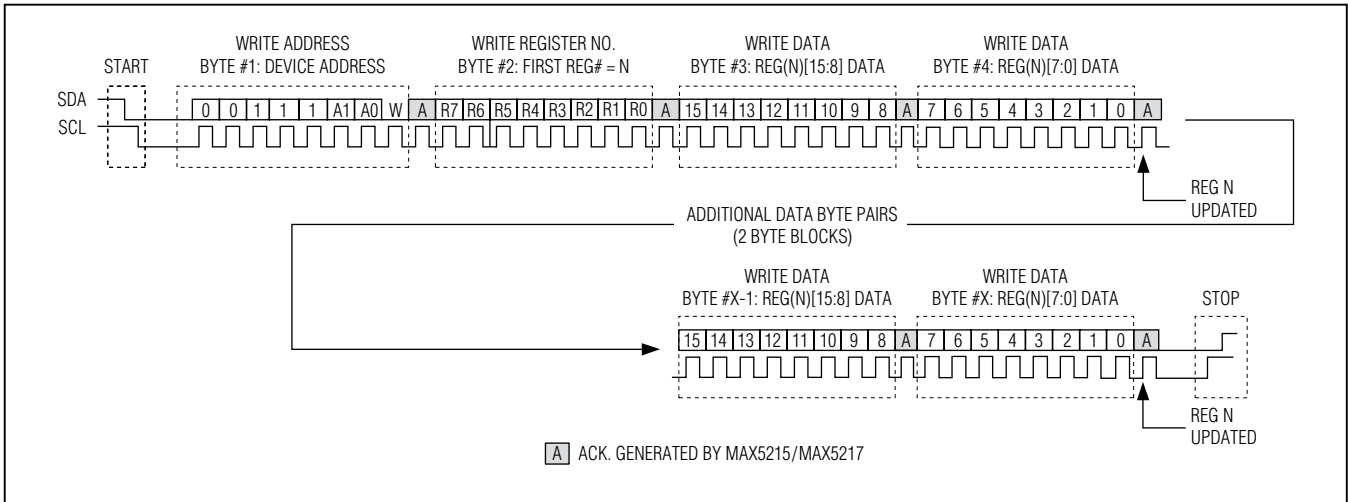 WRITE ADDRESS
BYTE #1: DEVICE ADDRESS
WRITE REGISTER NO.
BYTE #2: FIRST REG# = N
WRITE DATA
BYTE #3: REG(N)[15:8] DATA
WRITE DATA
BYTE #4: REG(N)[7:0] DATA
START
SDA
0 0 1 1 1 A1 A0 W A R7 R6 R5 R4 R3 R2 R1 R0 A 15 14 13 12 11 10 9 8 A 7 6 5 4 3 2 1 0 A
SCL
REG N
UPDATED
ADDITIONAL DATA BYTE PAIRS
(2 BYTE BLOCKS)
WRITE DATA
BYTE #X-1: REG(N)[15:8] DATA
WRITE DATA
BYTE #X: REG(N)[7:0] DATA
STOP
15 14 13 12 11 10 9 8 A 7 6 5 4 3 2 1 0 A
REG N
UPDATED
A ACK. GENERATED BY MAX5215/MAX5217